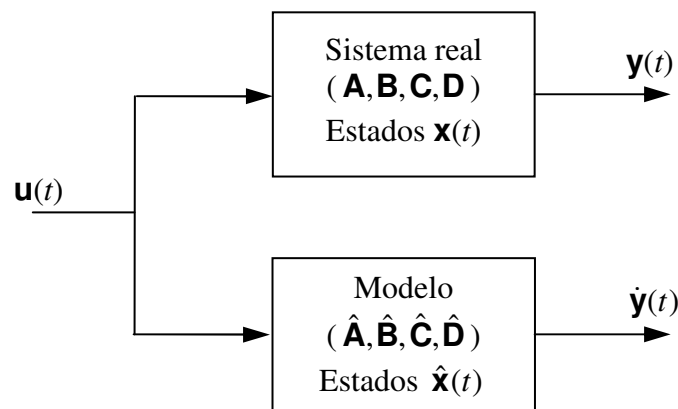 Sistema real
( A,B,C,D )
Estados x(t)
y(t)
u(t)
Modelo
( Â,B̂,Ĉ,D̂ )
Estados x̂(t)
ẏ(t)